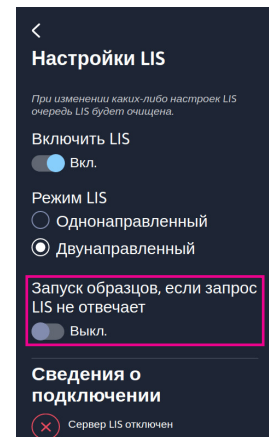 Настройки LIS
При изменении каких-либо настроек LIS
очередь LIS будет очищена.
Включить LIS
Вкл.
Режим LIS
Однонаправленный
Двунаправленный
Запуск образцов, если запрос
LIS не отвечает
Выкл.
Сведения о
подключении
Сервер LIS отключен